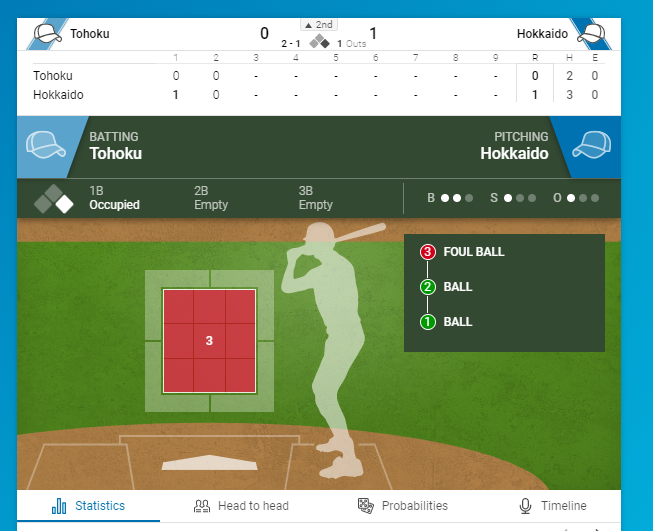 Tohoku 0 ▲ 2nd 1 Hokkaido
2 - 1 1 Outs
1 2 3 4 5 6 7 8 9 R H E
Tohoku 0 0 - - - - - - - 0 2 0
Hokkaido 1 0 - - - - - - - 1 3 0
BATTING PITCHING
Tohoku Hokkaido
1B 2B 3B
Occupied Empty Empty
B S O
3 FOUL BALL
2 BALL
1 BALL
3
Statistics Head to head Probabilities Timeline